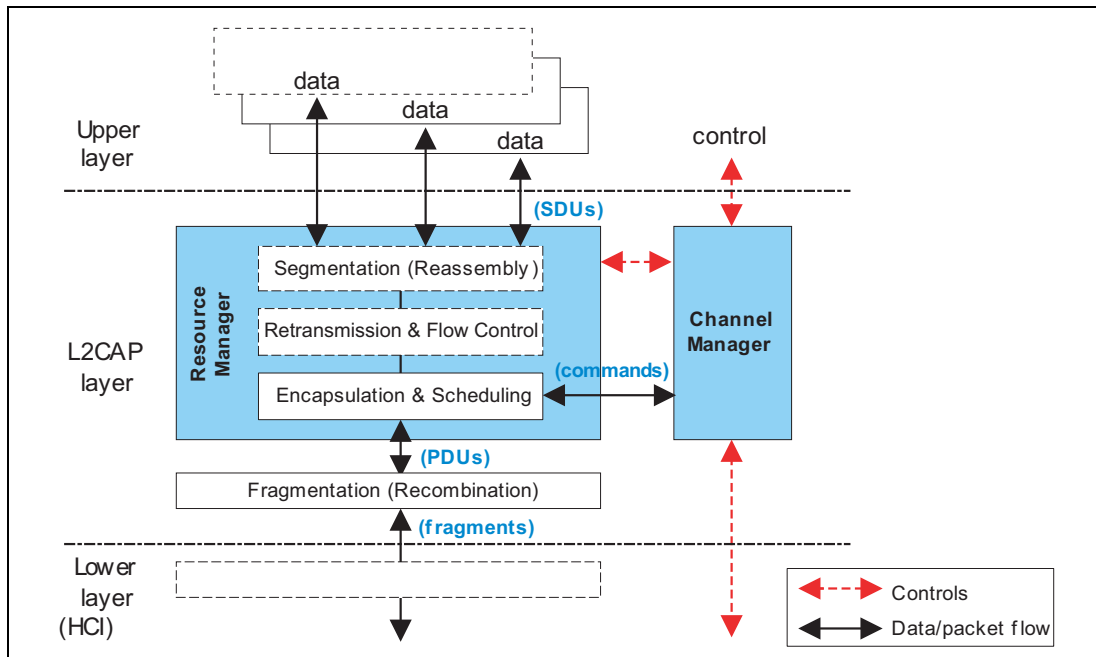 data
data
data
Upper
layer
control
(SDUs)
Segmentation (Reassembly)
Resource
Manager
Retransmission & Flow Control
Channel
Manager
L2CAP
layer
(commands)
Encapsulation & Scheduling
(PDUs)
Fragmentation (Recombination)
(fragments)
Lower
layer
(HCI)
Controls
Data/packet flow